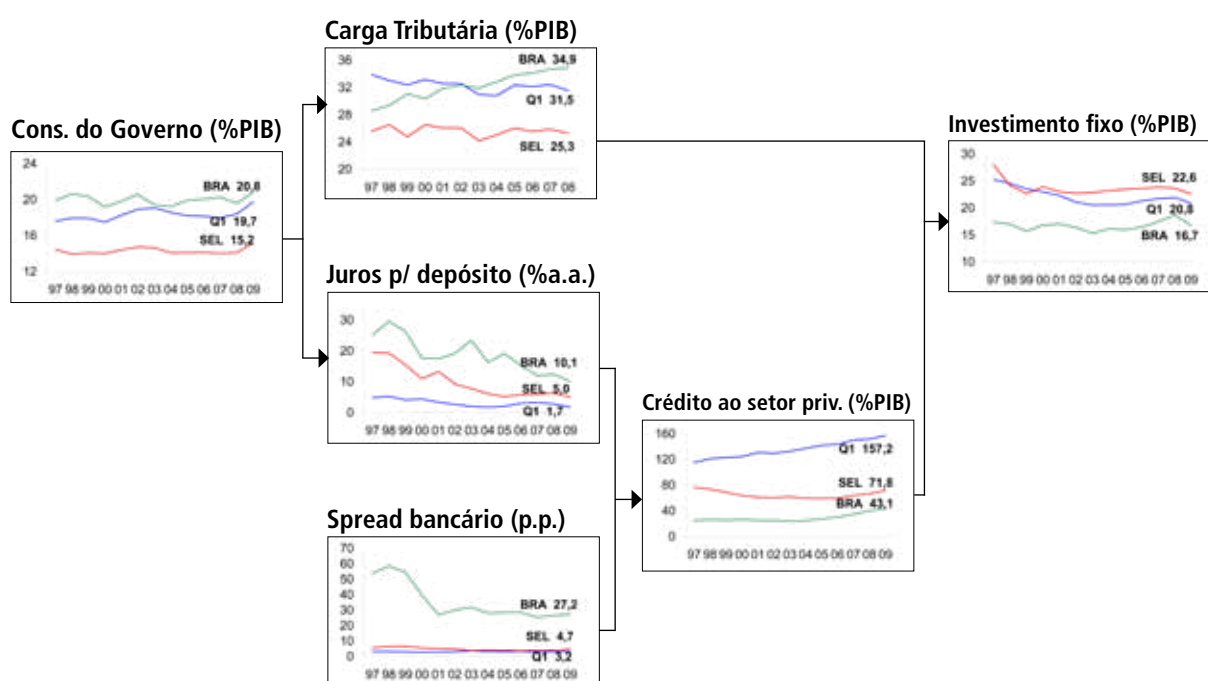 Carga Tributária (%PIB)
36
32
28
24
20
BRA 34,9
Q1 31,5
SEL 25,3
97 98 99 00 01 02 03 04 05 06 07 08
Cons. do Governo (%PIB)
24
20
16
12
BRA 20,8
Q1 19,7
SEL 15,2
97 98 99 00 01 02 03 04 05 06 07 08 09
Investimento fixo (%PIB)
30
25
20
15
10
SEL 22,6
Q1 20,8
BRA 16,7
97 98 99 00 01 02 03 04 05 06 07 08 09
Juros p/ depósito (%a.a.)
30
20
10
0
BRA 10,1
SEL 5,0
Q1 1,7
97 98 99 00 01 02 03 04 05 06 07 08 09
Crédito ao setor priv. (%PIB)
160
120
80
40
0
Q1 157,2
SEL 71,8
BRA 43,1
97 98 99 00 01 02 03 04 05 06 07 08 09
Spread bancário (p.p.)
70
60
50
40
30
20
10
0
BRA 27,2
SEL 4,7
Q1 3,2
97 98 99 00 01 02 03 04 05 06 07 08 09